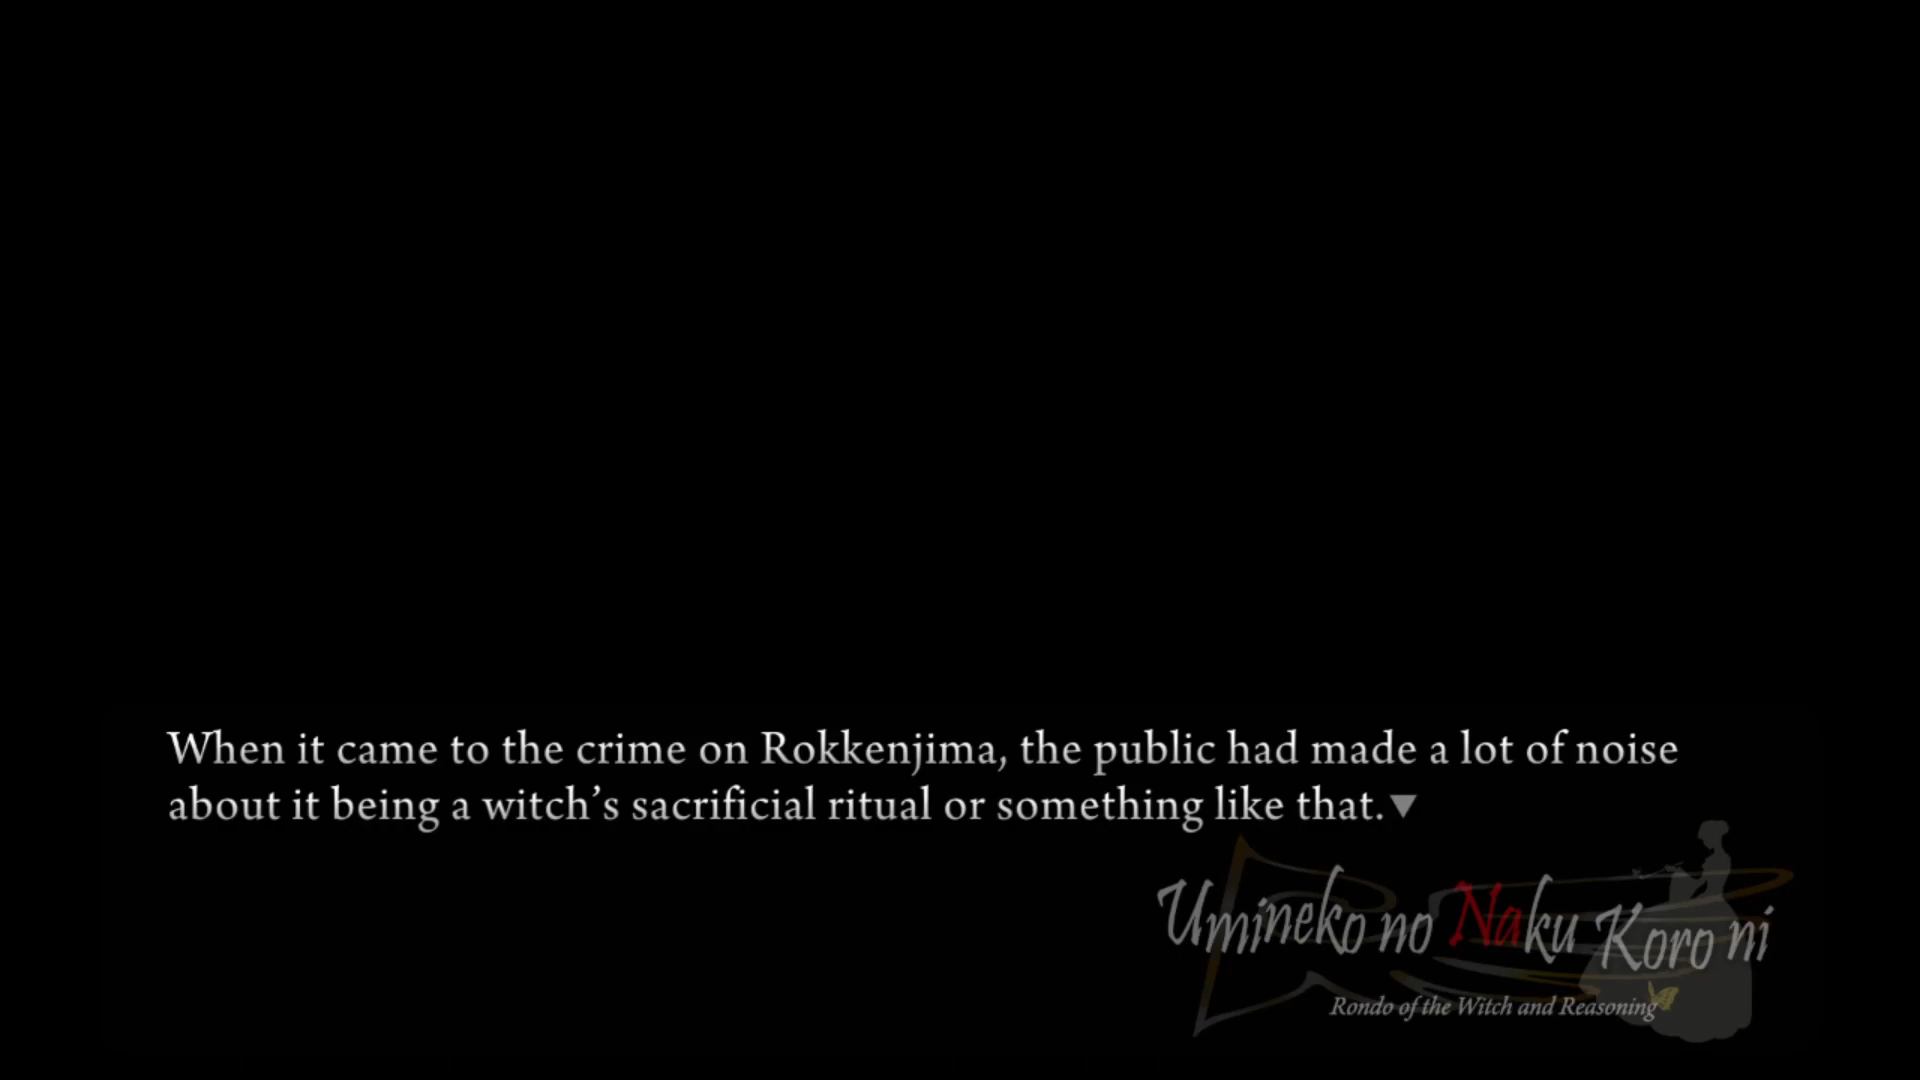 When it came to the crime on Rokkenjima, the public had made a lot of noise
about it being a witch’s sacrificial ritual or something like that.
Umineko no Naku Koro ni
Rondo of the Witch and Reasoning